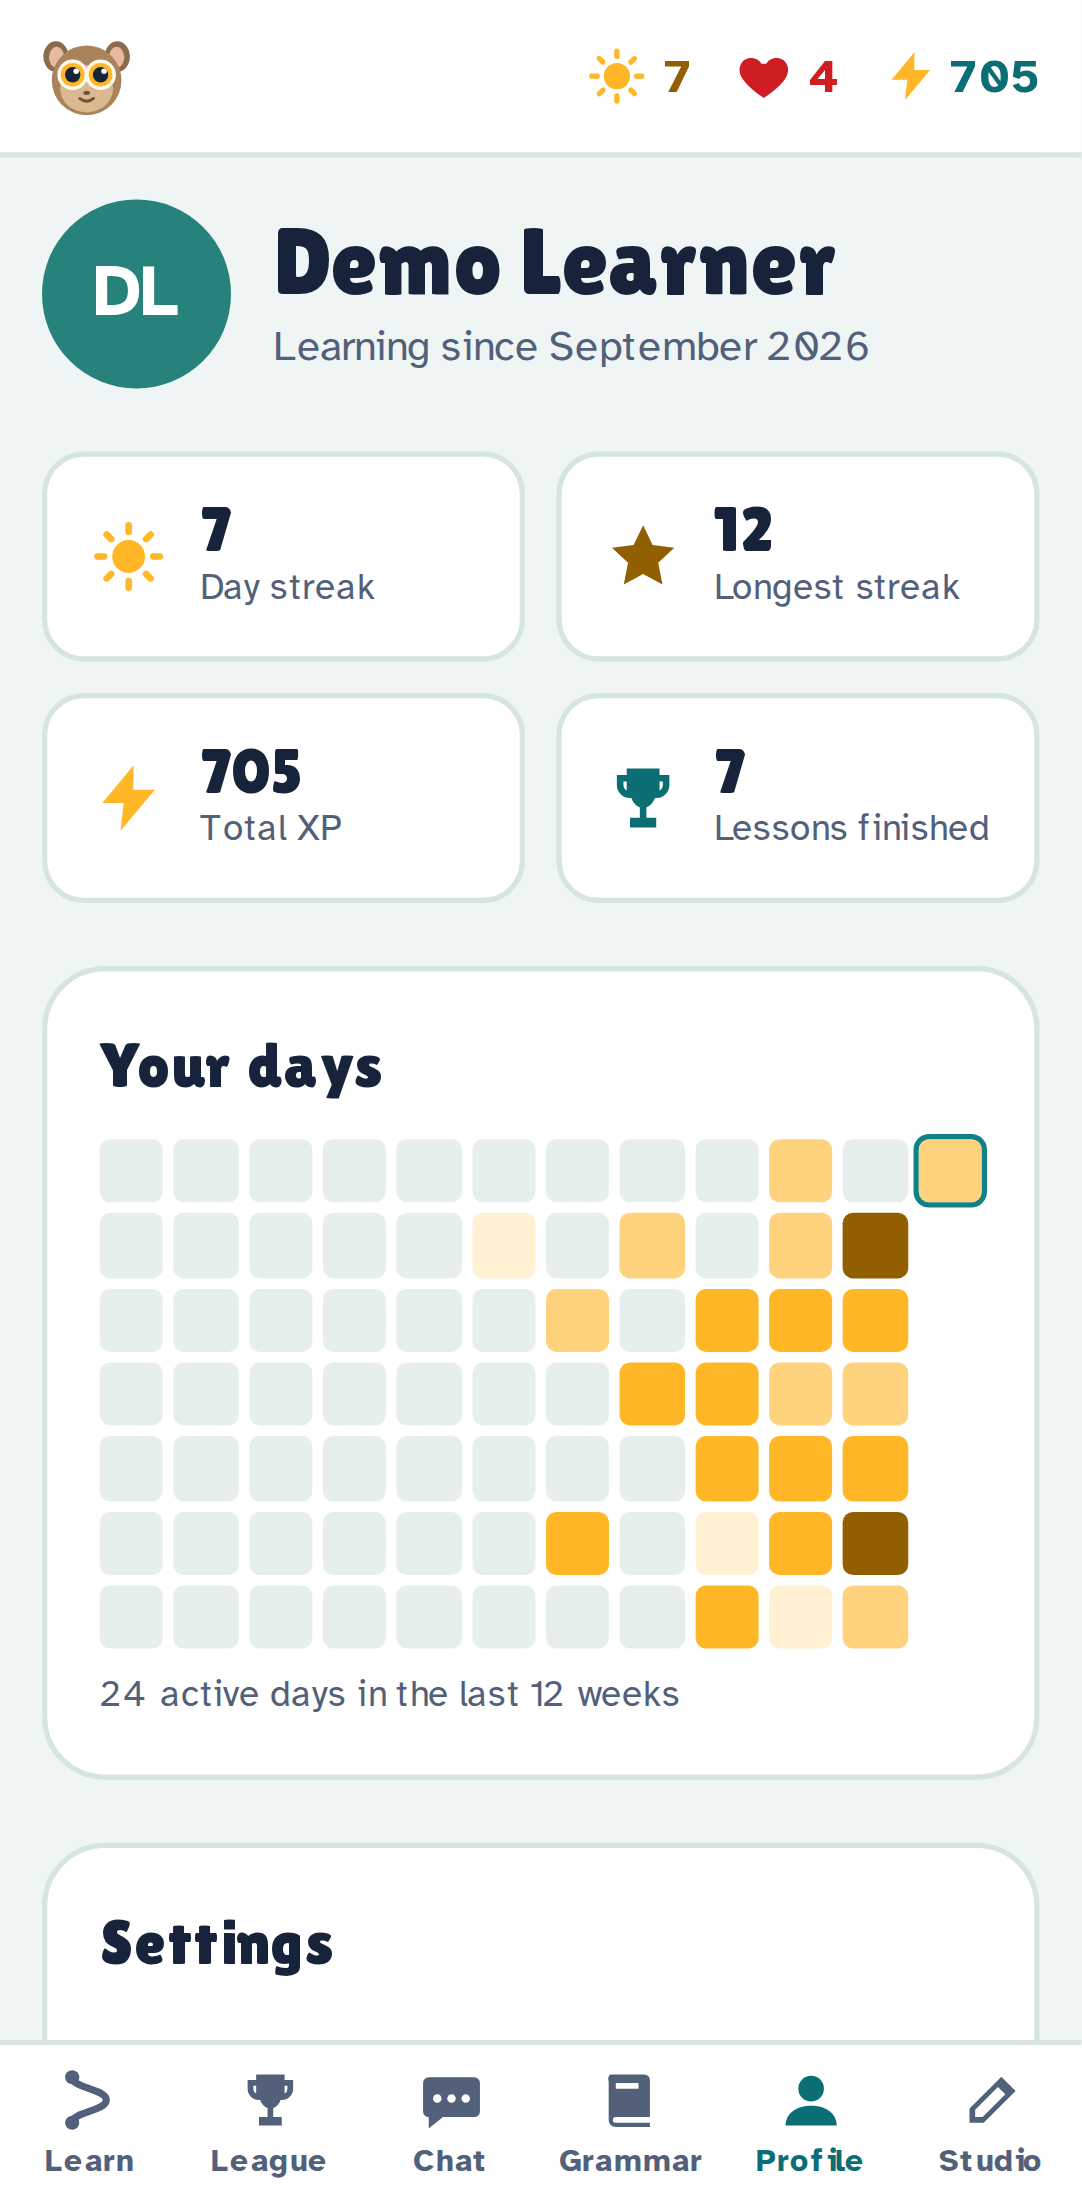 7 4 705
DL
Demo Learner
Learning since September 2026
7
Day streak
12
Longest streak
705
Total XP
7
Lessons finished
Your days
24 active days in the last 12 weeks
Settings
Learn League Chat Grammar Profile Studio